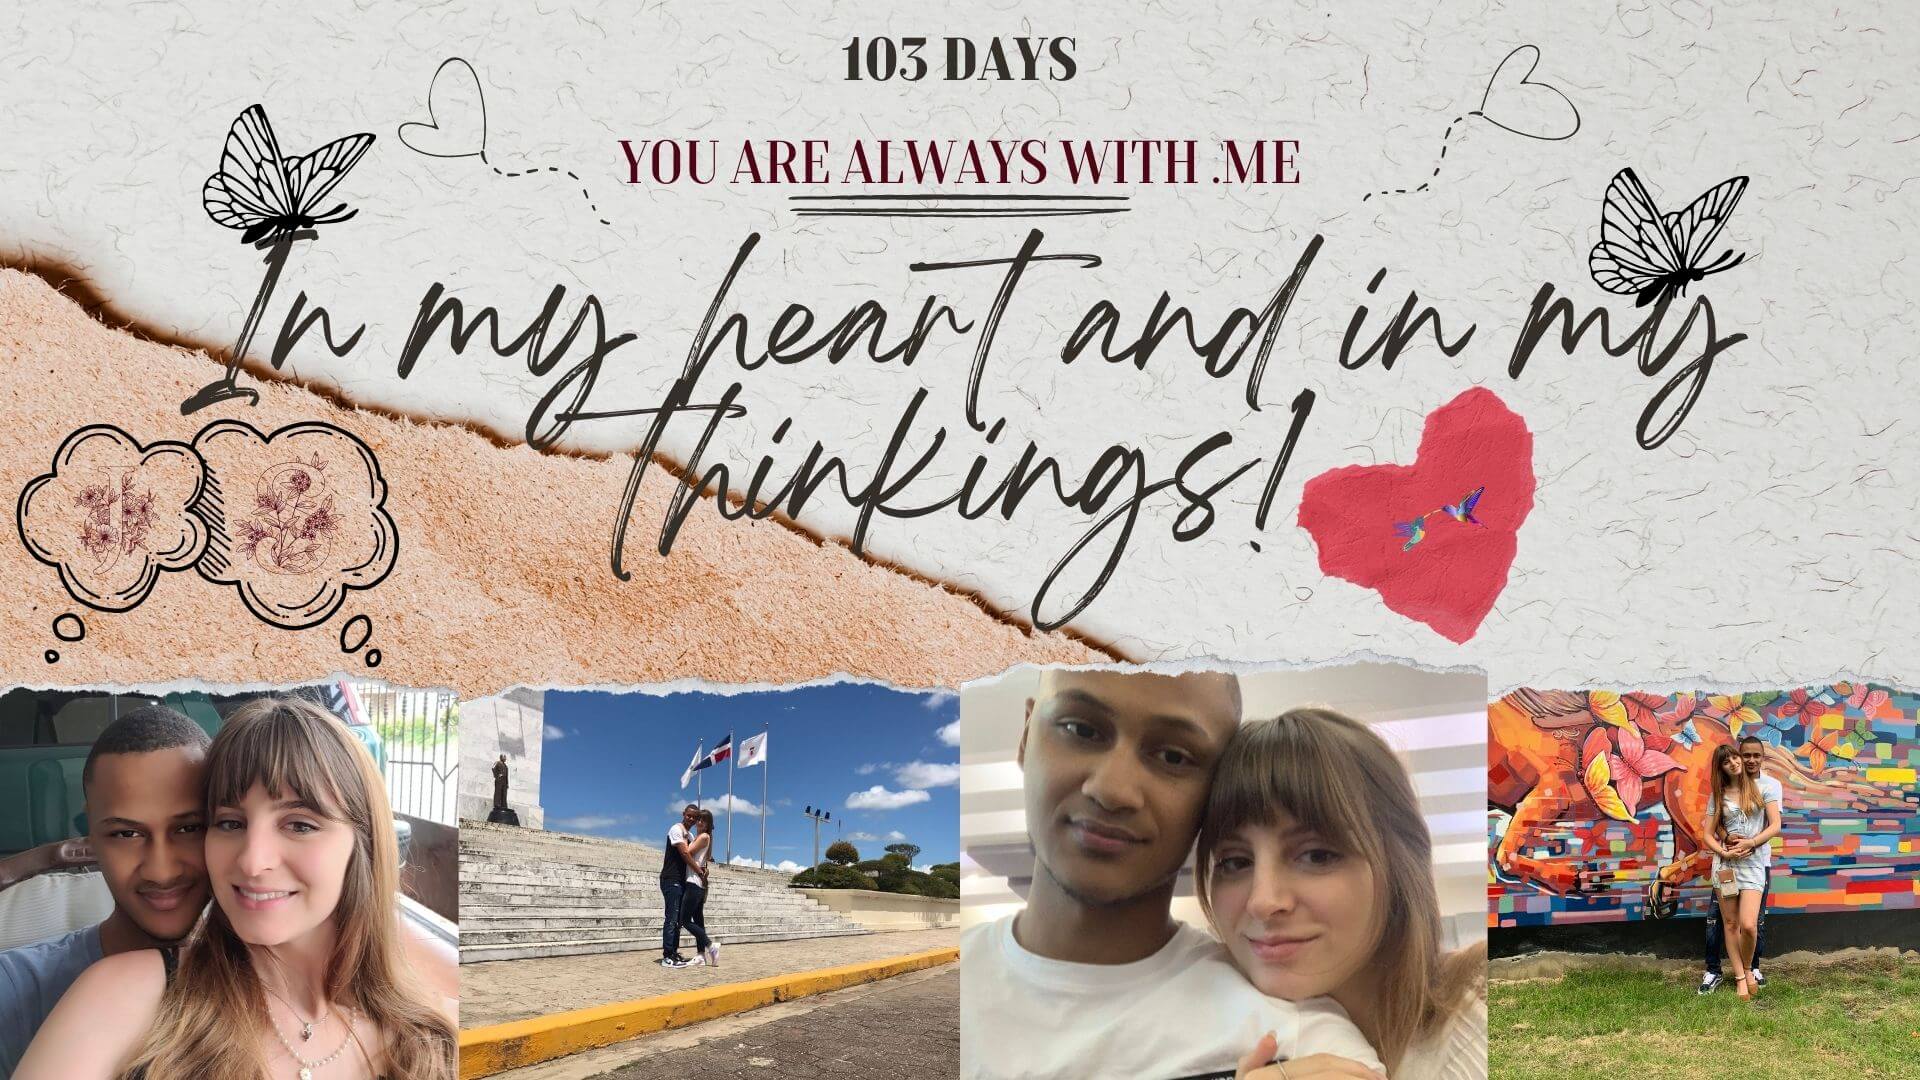 103 DAYS
YOU ARE ALWAYS WITH .ME
In my heart and in my
thinkings!
J S